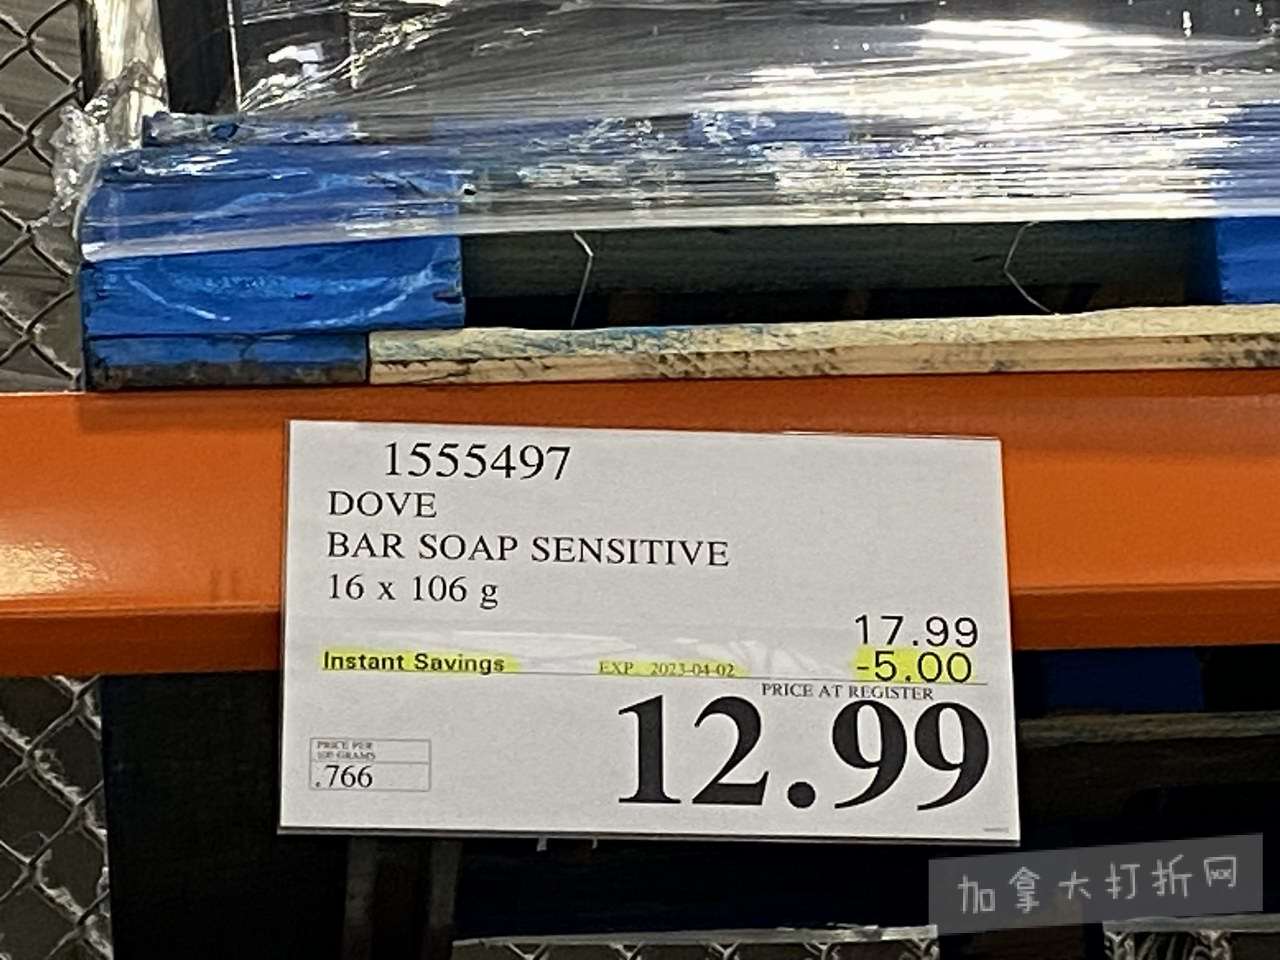 1555497
DOVE
BAR SOAP SENSITIVE
16 x 106 g
17.99
Instant Savings EXP. 2023-04-02 -5.00
PRICE AT REGISTER
12.99
PRICE PER
100 GRAMS
.766
加拿大打折网